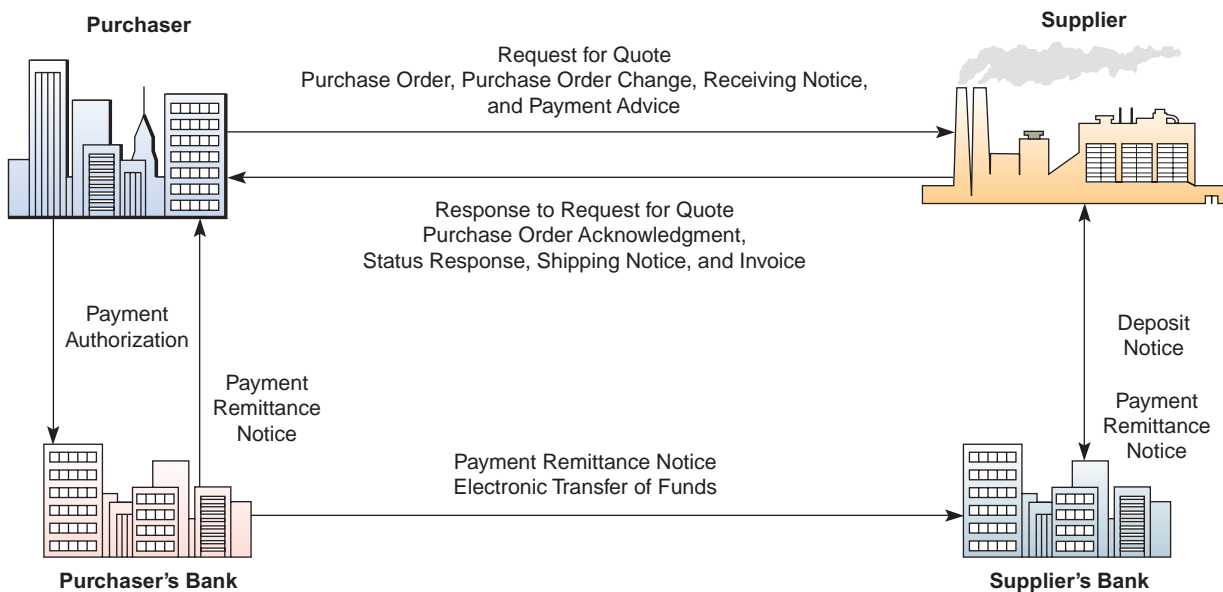 Purchaser
Supplier
Request for Quote
Purchase Order, Purchase Order Change, Receiving Notice,
and Payment Advice
Response to Request for Quote
Purchase Order Acknowledgment,
Status Response, Shipping Notice, and Invoice
Payment
Authorization
Payment
Remittance
Notice
Deposit
Notice
Payment
Remittance
Notice
Payment Remittance Notice
Electronic Transfer of Funds
Purchaser’s Bank
Supplier’s Bank